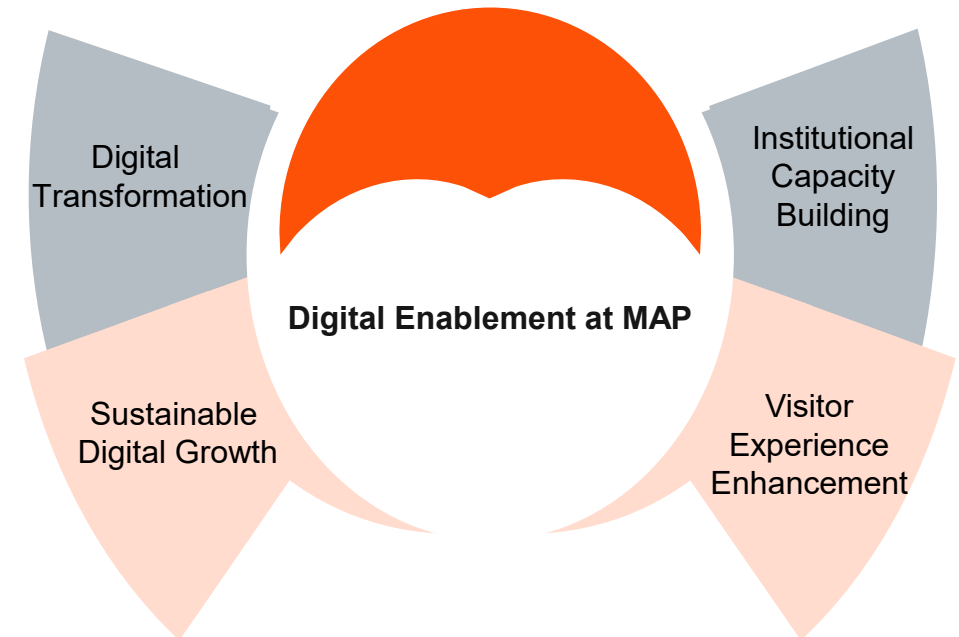 Digital
Transformation
Institutional
Capacity
Building
Digital Enablement at MAP
Sustainable
Digital Growth
Visitor
Experience
Enhancement